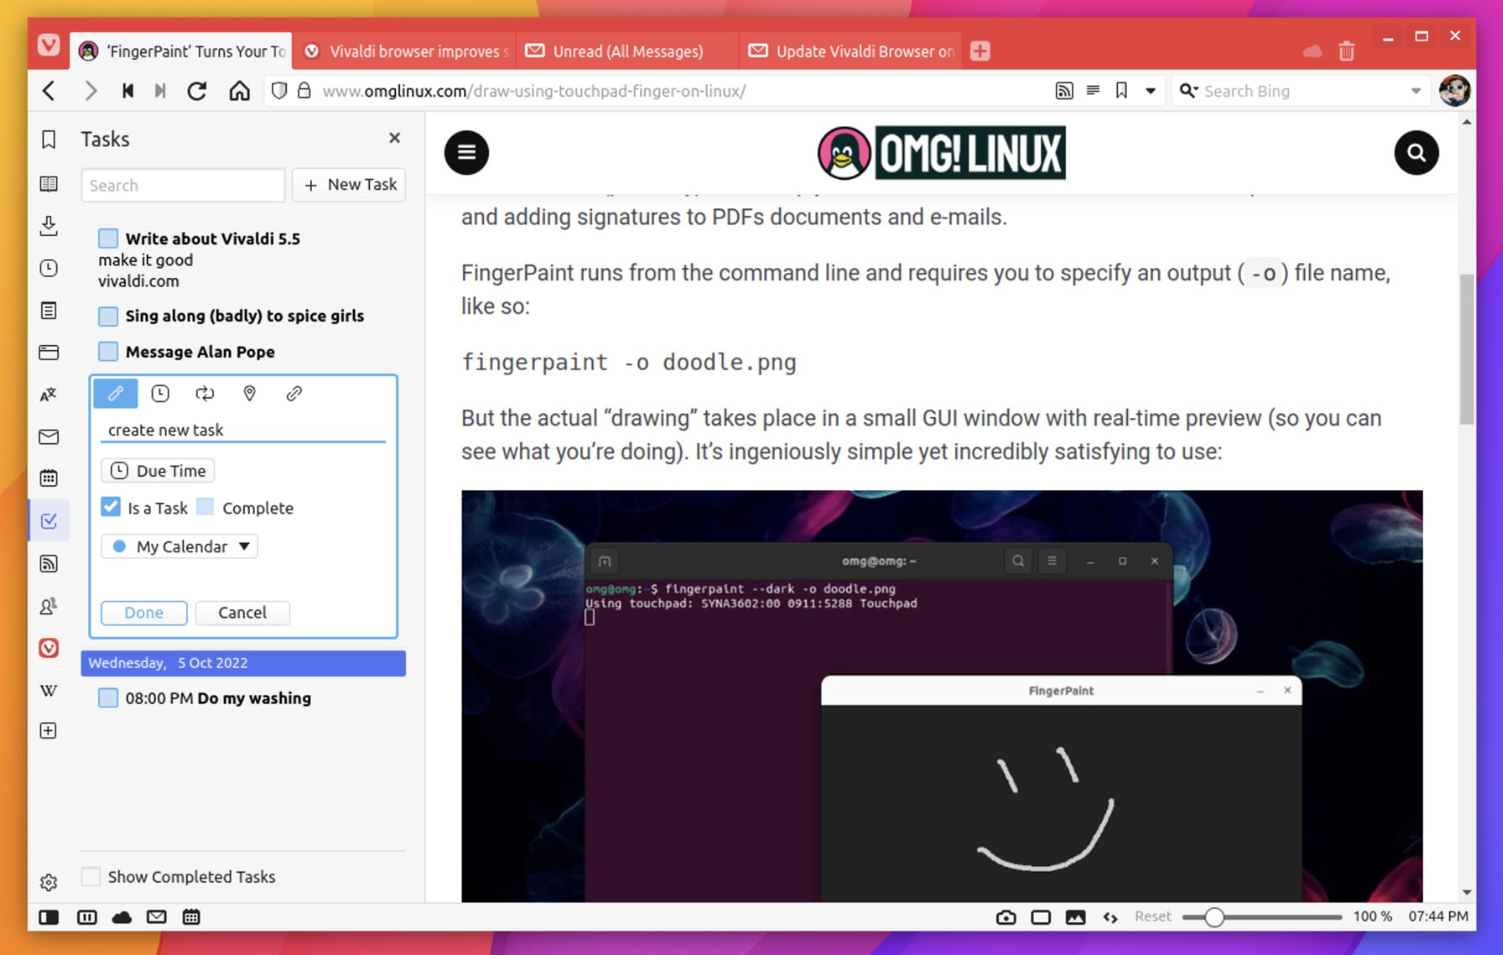 ‘FingerPaint’ Turns Your To
Vivaldi browser improves s
Unread (All Messages)
Update Vivaldi Browser on
www.omglinux.com/draw-using-touchpad-finger-on-linux/
Search Bing
Tasks
Search
+ New Task
Write about Vivaldi 5.5
make it good
vivaldi.com
Sing along (badly) to spice girls
Message Alan Pope
create new task
Due Time
Is a Task
Complete
My Calendar
Done
Cancel
Wednesday, 5 Oct 2022
08:00 PM Do my washing
Show Completed Tasks
OMG! LINUX
and adding signatures to PDFs documents and e-mails.
FingerPaint runs from the command line and requires you to specify an output ( -o ) file name,
like so:
fingerpaint -o doodle.png
But the actual “drawing” takes place in a small GUI window with real-time preview (so you can
see what you’re doing). It’s ingeniously simple yet incredibly satisfying to use:
omg@omg: ~
omg@omg:~$ fingerpaint --dark -o doodle.png
Using touchpad: SYNA3602:00 0911:5288 Touchpad
FingerPaint
Reset
100 %
07:44 PM